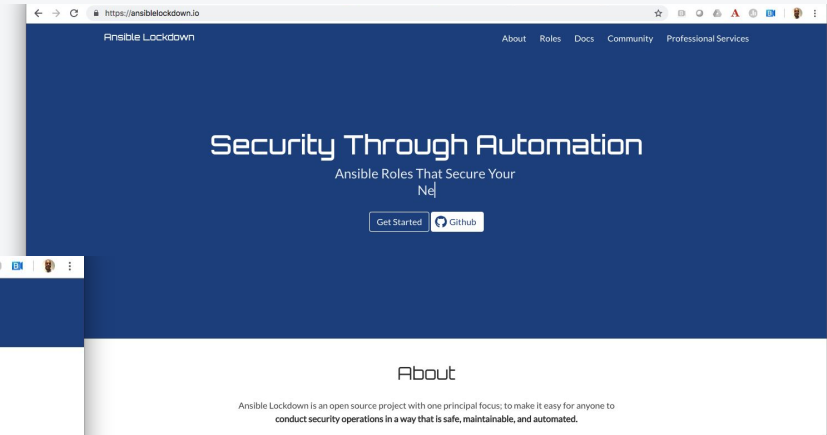 https://ansiblelockdown.io
Ansible Lockdown
About Roles Docs Community Professional Services
Security Through Automation
Ansible Roles That Secure Your
Ne
Get Started Github
About
Ansible Lockdown is an open source project with one principal focus; to make it easy for anyone to
conduct security operations in a way that is safe, maintainable, and automated.